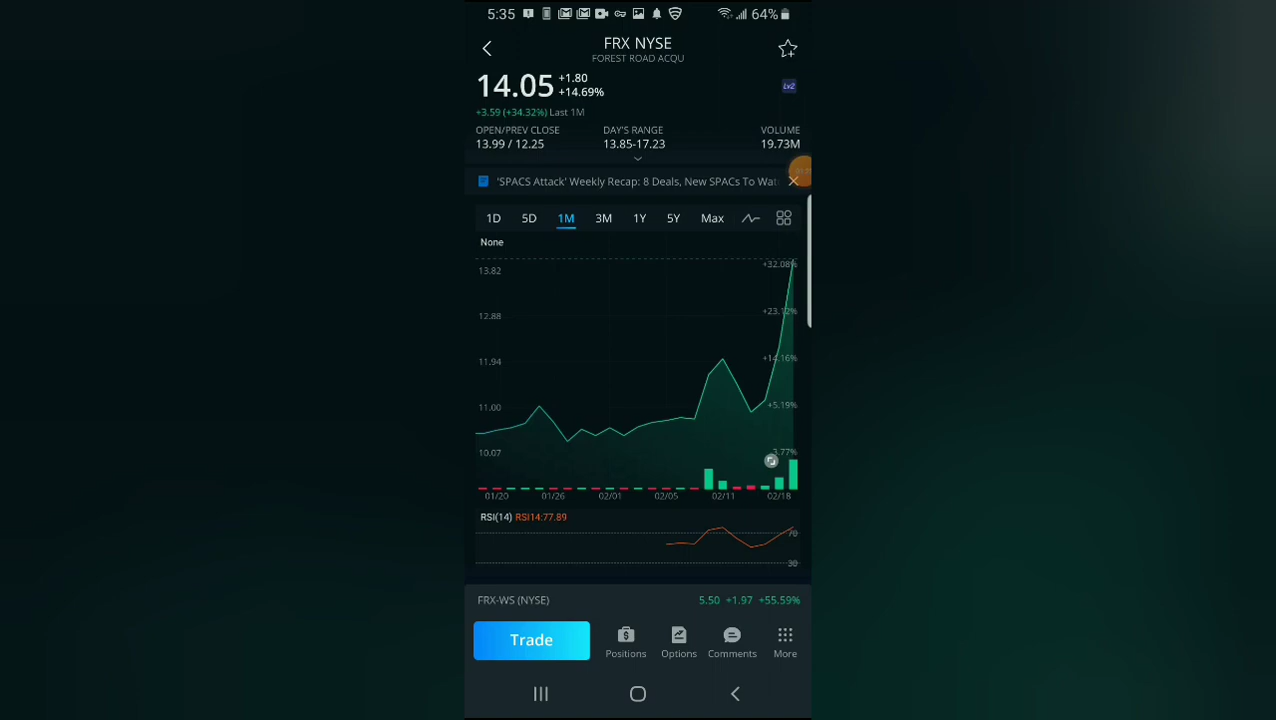 5:35 64%
FRX NYSE
FOREST ROAD ACQU
14.05 +1.80
+14.69%
Lv2
+3.59 (+34.32%) Last 1M
OPEN/PREV CLOSE DAY'S RANGE VOLUME
13.99 / 12.25 13.85-17.23 19.73M
'SPACS Attack' Weekly Recap: 8 Deals, New SPACs To Wat
1D 5D 1M 3M 1Y 5Y Max
None
13.82 +32.08%
12.88 +23.12%
11.94 +14.16%
11.00 +5.19%
10.07 -3.77%
01/20 01/26 02/01 02/05 02/11 02/18
RSI(14) RSI14:77.89
70
30
FRX-WS (NYSE) 5.50 +1.97 +55.59%
Trade Positions Options Comments More